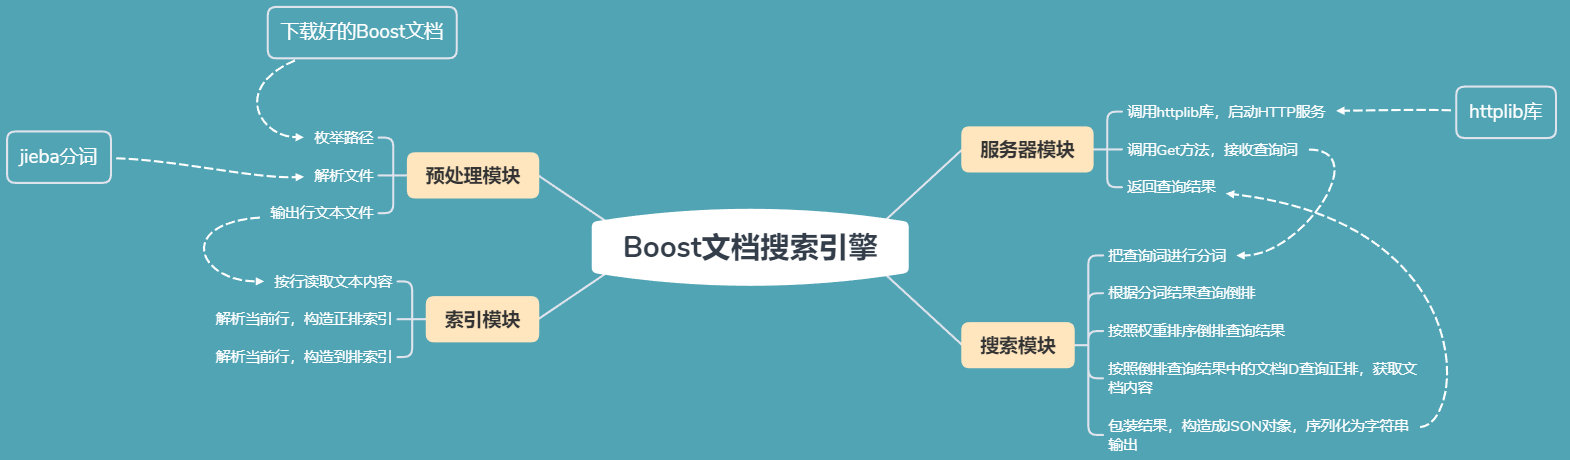 下载好的Boost文档
jieba分词
枚举路径
解析文件
输出行文本文件
预处理模块
按行读取文本内容
解析当前行，构造正排索引
解析当前行，构造到排索引
索引模块
Boost文档搜索引擎
服务器模块
调用httplib库，启动HTTP服务
调用Get方法，接收查询词
返回查询结果
httplib库
搜索模块
把查询词进行分词
根据分词结果查询倒排
按照权重排序倒排查询结果
按照倒排查询结果中的文档ID查询正排，获取文
档内容
包装结果，构造成JSON对象，序列化为字符串
输出